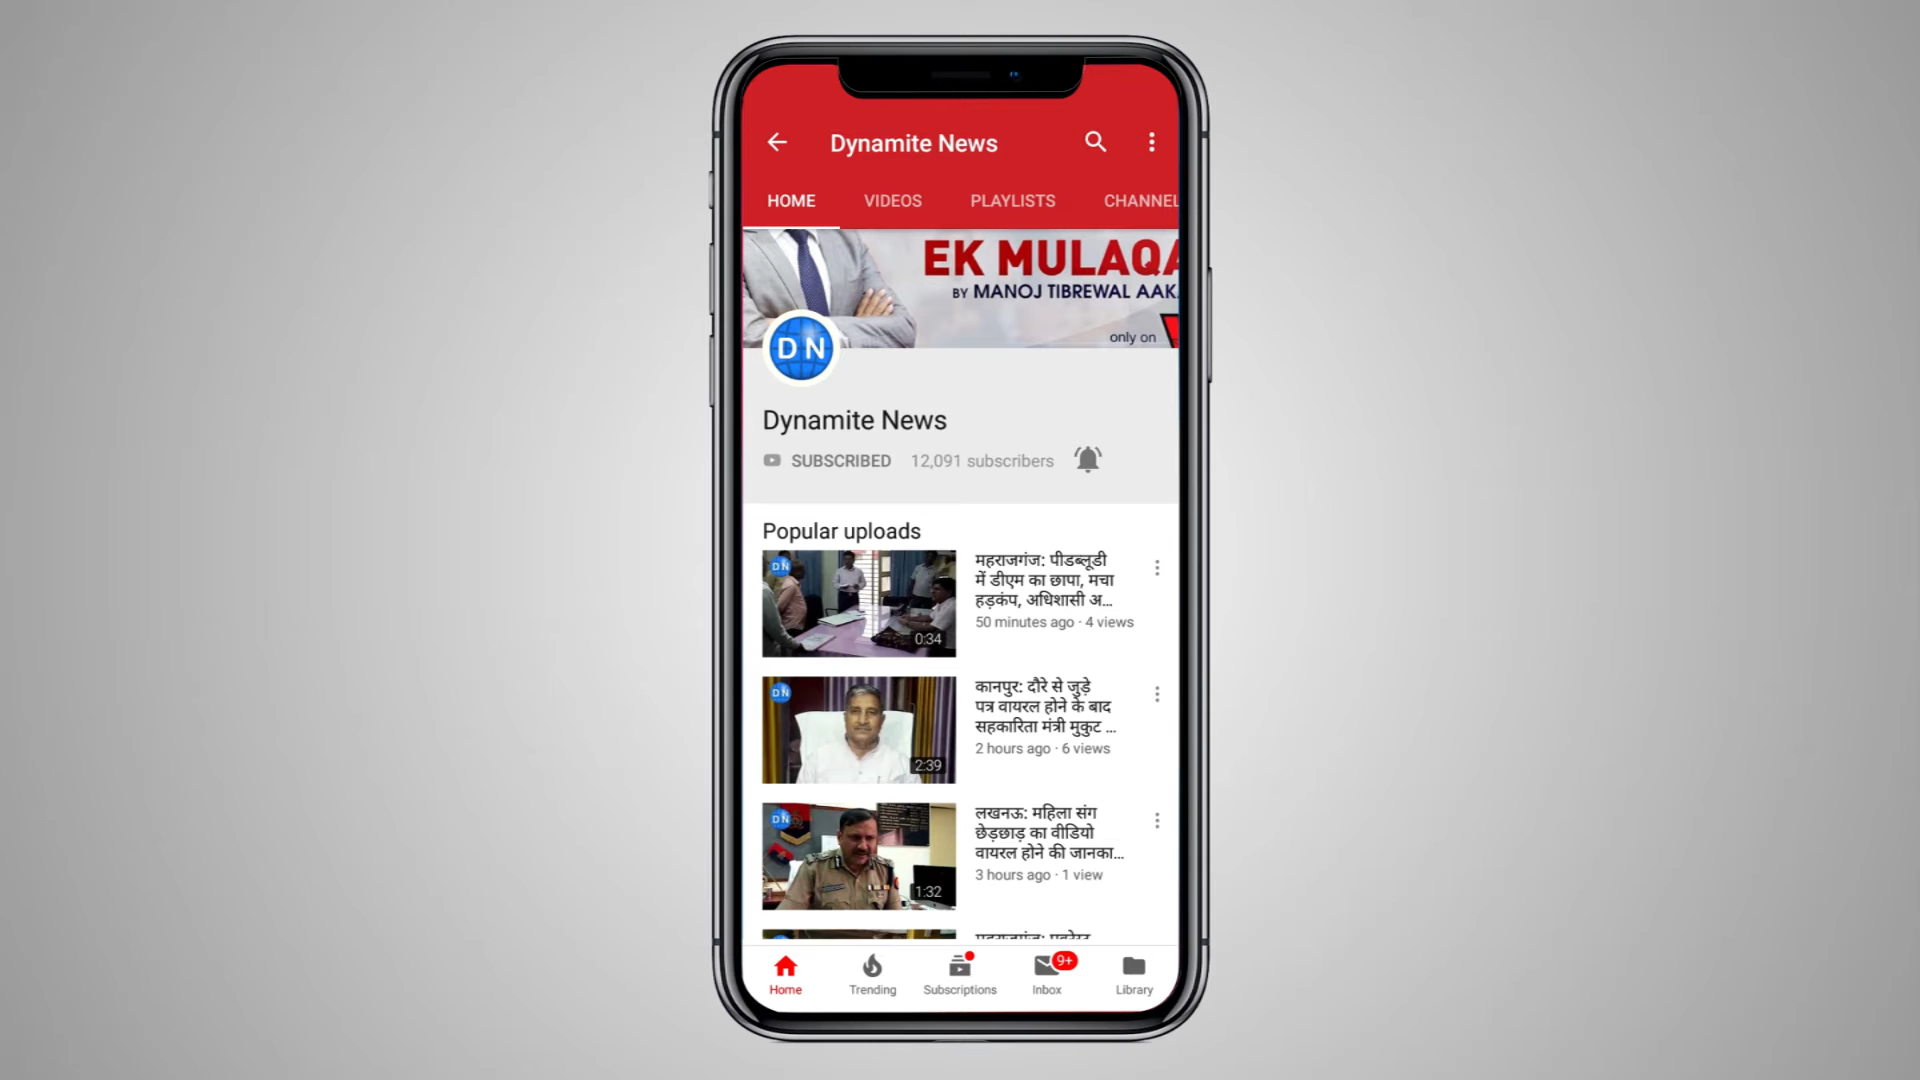 Dynamite News
HOME VIDEOS PLAYLISTS CHANNEL
EK MULAQA
BY MANOJ TIBREWAL AAK
only on
DN
Dynamite News
SUBSCRIBED 12,091 subscribers
Popular uploads
DN
0:34
महराजगंज: पीडब्लूडी
में डीएम का छापा, मचा
हड़कंप, अधिशासी अ...
50 minutes ago · 4 views
DN
2:39
कानपुर: दौरे से जुड़े
पत्र वायरल होने के बाद
सहकारिता मंत्री मुकुट ...
2 hours ago · 6 views
DN
1:32
लखनऊ: महिला संग
छेड़छाड़ का वीडियो
वायरल होने की जानका...
3 hours ago · 1 view
9+
Home Trending Subscriptions Inbox Library